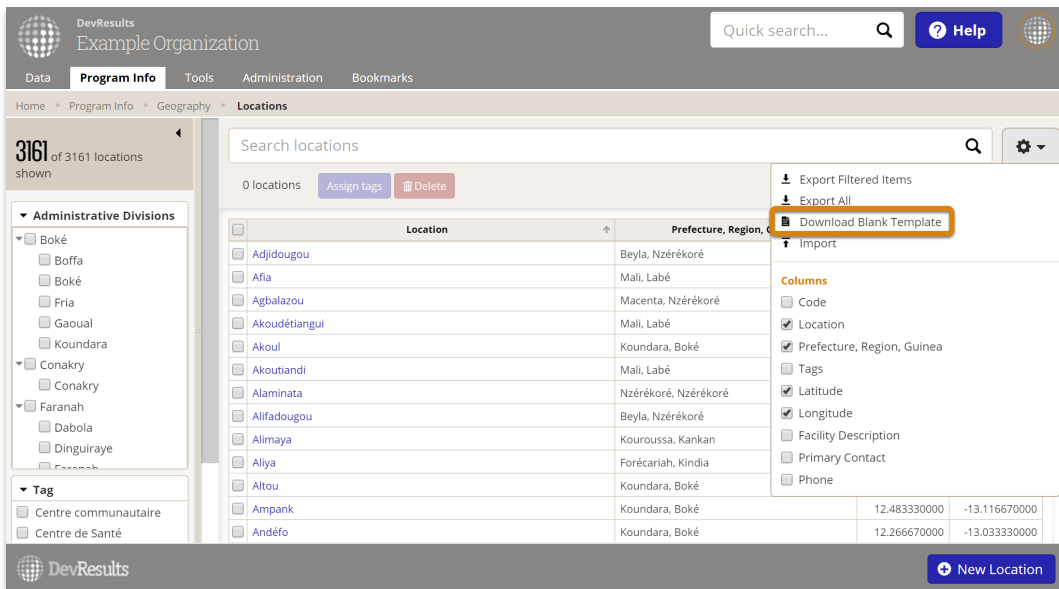 DevResults
Example Organization
Quick search...
Help
Data Program Info Tools Administration Bookmarks
Home Program Info Geography Locations
3161 of 3161 locations
shown
Administrative Divisions
Boké
Boffa
Boké
Fria
Gaoual
Koundara
Conakry
Conakry
Faranah
Dabola
Dinguiraye
Faranah
Tag
Centre communautaire
Centre de Santé
Search locations
0 locations Assign tags Delete
Location Prefecture, Region,
Adjidougou Beyla, Nzérékoré
Afia Mali, Labé
Agbalazou Macenta, Nzérékoré
Akoudétiangui Mali, Labé
Akoul Koundara, Boké
Akoutiandi Mali, Labé
Alaminata Nzérékoré, Nzérékoré
Alifadougou Beyla, Nzérékoré
Alimaya Kouroussa, Kankan
Aliya Forécariah, Kindia
Altou Koundara, Boké
Ampank Koundara, Boké 12.483330000 -13.116670000
Andéfo Koundara, Boké 12.266670000 -13.033330000
Export Filtered Items
Export All
Download Blank Template
Import
Columns
Code
Location
Prefecture, Region, Guinea
Tags
Latitude
Longitude
Facility Description
Primary Contact
Phone
DevResults
New Location